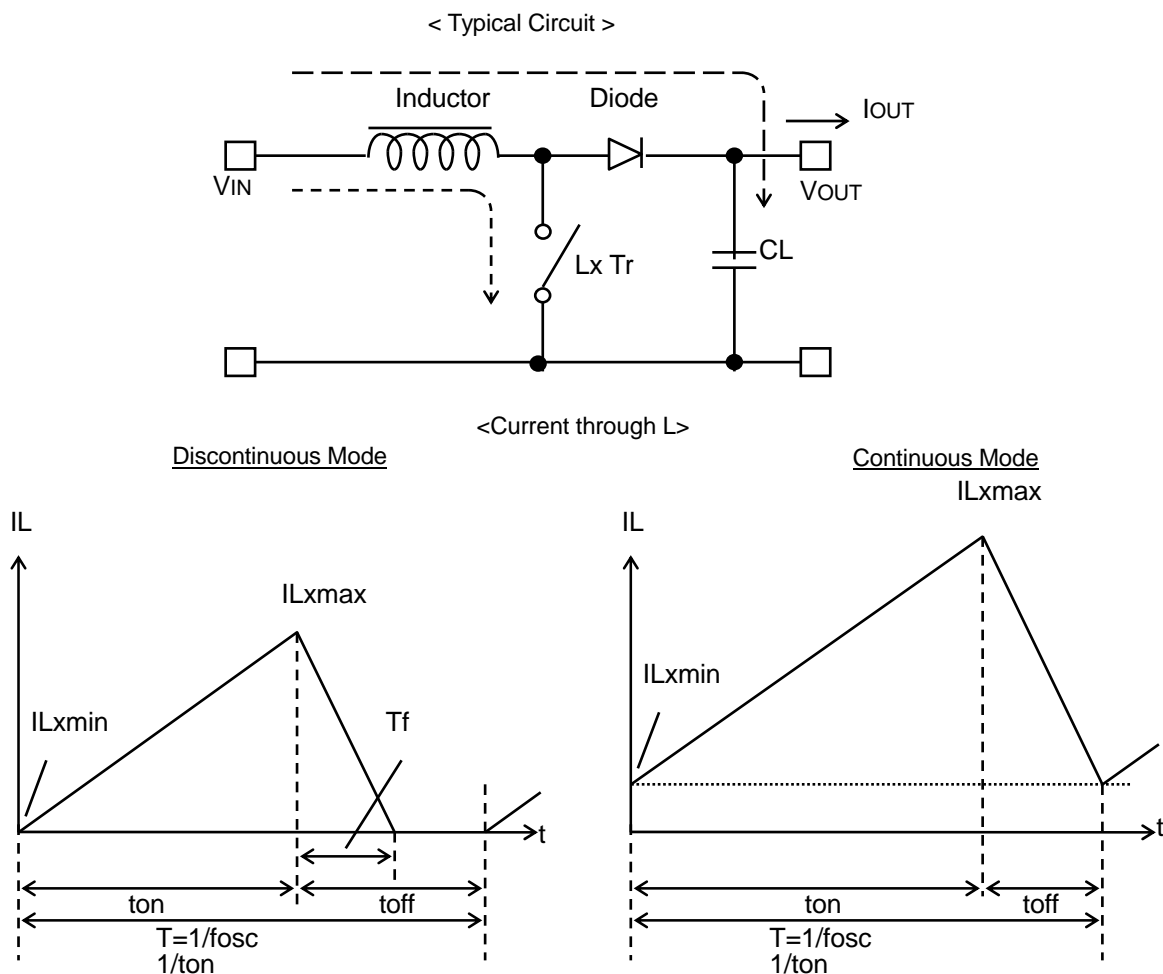 < Typical Circuit >
Inductor
Diode
IOUT
VIN
VOUT
Lx Tr
CL
<Current through L>
Discontinuous Mode
IL
ILxmax
ILxmin
Tf
t
ton
toff
T=1/fosc
1/ton
Continuous Mode
ILxmax
IL
ILxmin
t
ton
toff
T=1/fosc
1/ton